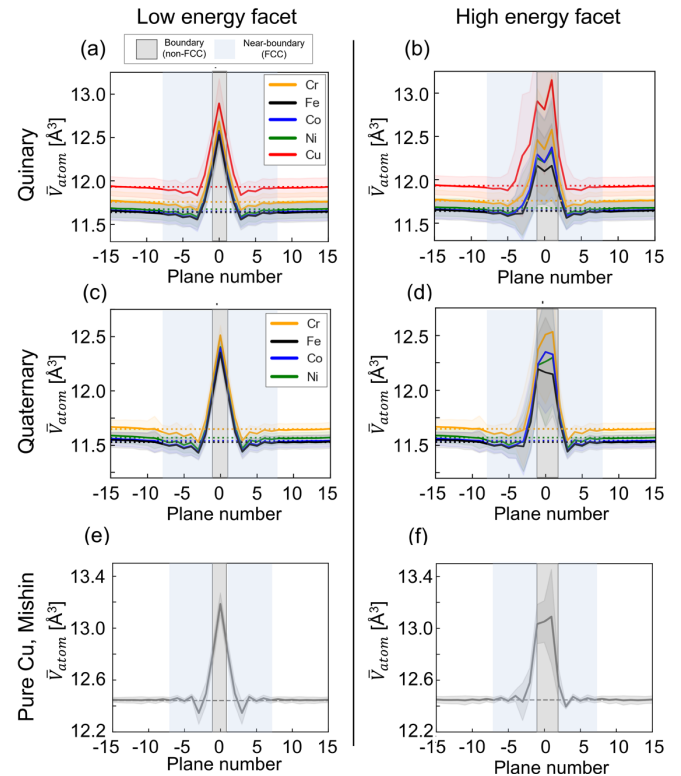 Low energy facet
High energy facet
(a)
Boundary
(non-FCC)
Near-boundary
(FCC)
(b)
Quinary
V̄atom [Å³]
13.0
12.5
12.0
11.5
Cr
Fe
Co
Ni
Cu
-15 -10 -5 0 5 10 15
Plane number
V̄atom [Å³]
13.0
12.5
12.0
11.5
-15 -10 -5 0 5 10 15
Plane number
(c)
(d)
Quaternary
V̄atom [Å³]
12.5
12.0
11.5
Cr
Fe
Co
Ni
-15 -10 -5 0 5 10 15
Plane number
V̄atom [Å³]
12.5
12.0
11.5
-15 -10 -5 0 5 10 15
Plane number
(e)
(f)
Pure Cu, Mishin
V̄atom [Å³]
13.4
13.0
12.6
12.2
-15 -10 -5 0 5 10 15
Plane number
V̄atom [Å³]
13.4
13.0
12.6
12.2
-15 -10 -5 0 5 10 15
Plane number